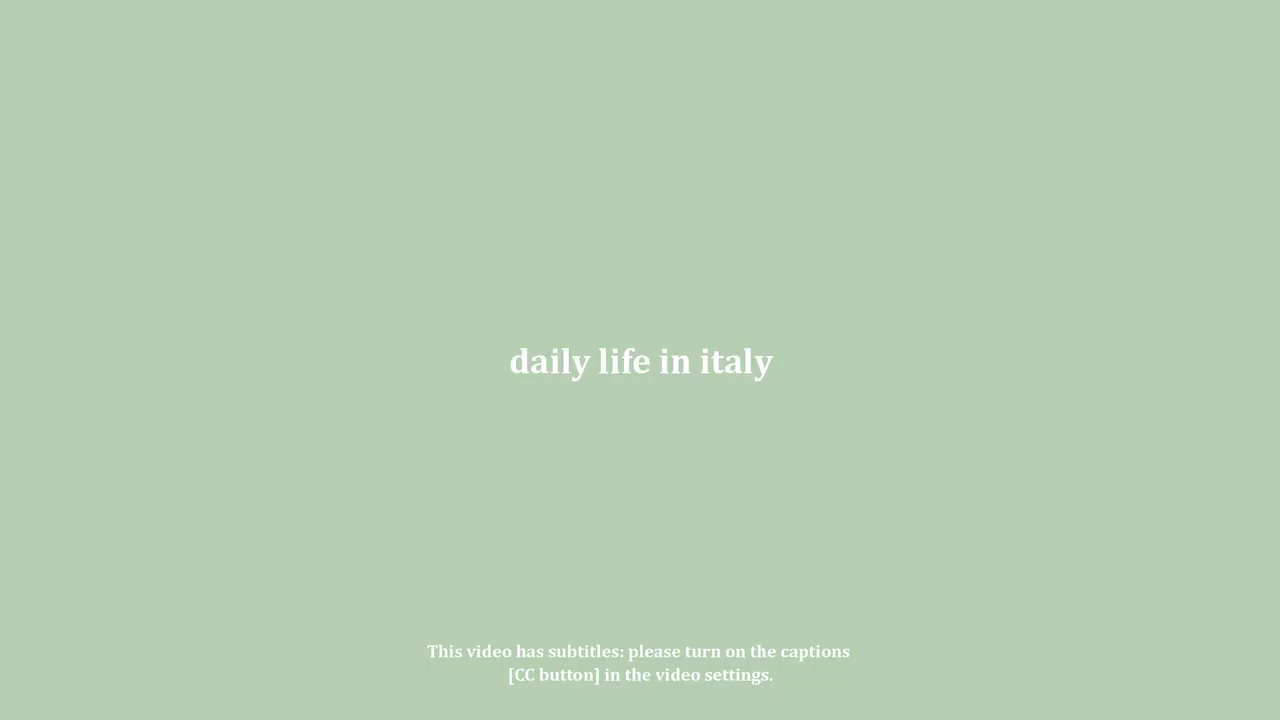 daily life in italy
This video has subtitles: please turn on the captions
[CC button] in the video settings.